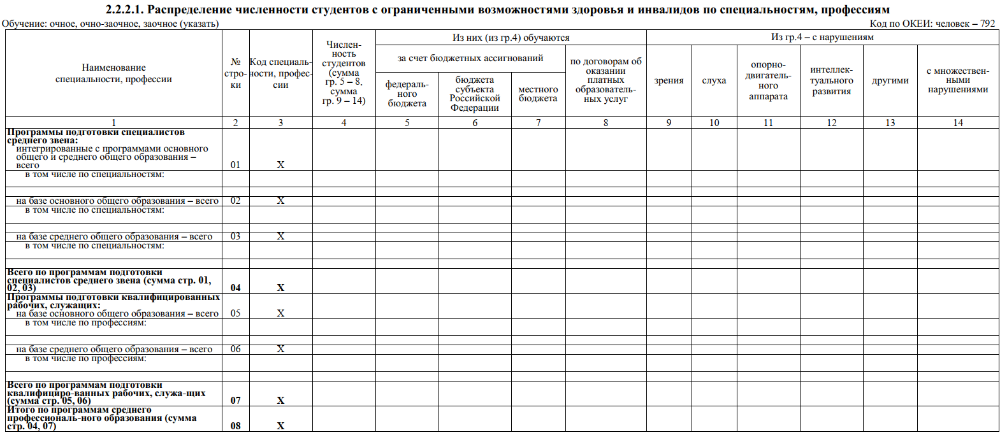 2.2.2.1. Распределение численности студентов с ограниченными возможностями здоровья и инвалидов по специальностям, профессиям
Обучение: очное, очно-заочное, заочное (указать)
Код по ОКЕИ: человек – 792
Наименование
специальности, профессии
№
стро-
ки
Код специаль-
ности, профес-
сии
Числен-
ность
студентов
(сумма
гр. 5 – 8,
сумма
гр. 9 – 14)
Из них (из гр.4) обучаются
за счет бюджетных ассигнований
федераль-
ного
бюджета
бюджета
субъекта
Российской
Федерации
местного
бюджета
по договорам об
оказании
платных
образователь-
ных услуг
Из гр.4 – с нарушениям
зрения
слуха
опорно-
двигатель-
ного
аппарата
интеллек-
туального
развития
другими
с множествен-
ными
нарушениями
1 2 3 4 5 6 7 8 9 10 11 12 13 14
Программы подготовки специалистов
среднего звена:
интегрированные с программами основного
общего и среднего общего образования –
всего 01 X
в том числе по специальностям:
на базе основного общего образования – всего 02 X
в том числе по специальностям:
на базе среднего общего образования – всего 03 X
в том числе по специальностям:
Всего по программам подготовки
специалистов среднего звена (сумма стр. 01,
02, 03) 04 X
Программы подготовки квалифицированных
рабочих, служащих:
на базе основного общего образования – всего 05 X
в том числе по профессиям:
на базе среднего общего образования – всего 06 X
в том числе по профессиям:
Всего по программам подготовки
квалифициро-ванных рабочих, служа-щих
(сумма стр. 05, 06) 07 X
Итого по программам среднего
профессиональ-ного образования (сумма
стр. 04, 07) 08 X